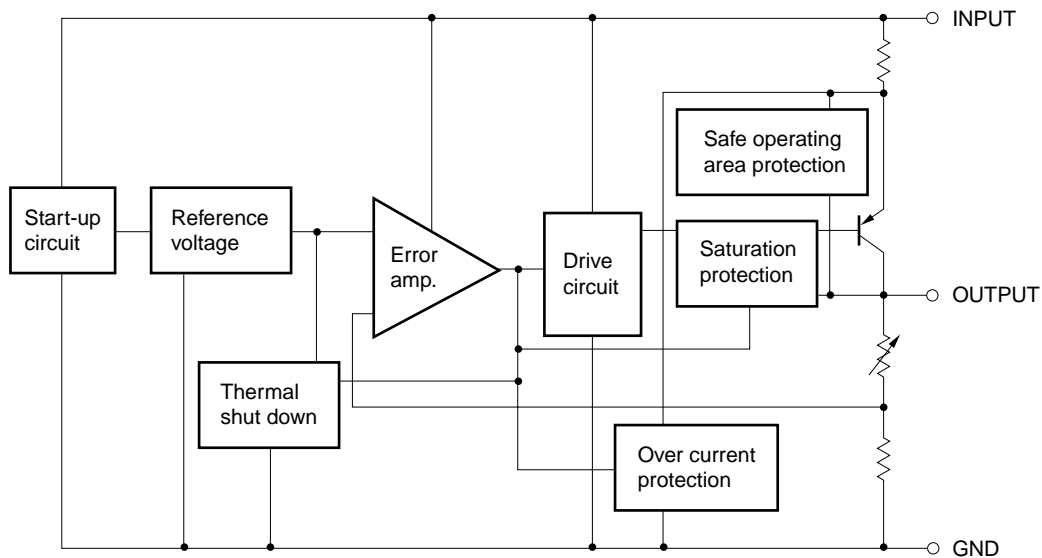 INPUT
Safe operating
area protection
Start-up
circuit
Reference
voltage
Error
amp.
Drive
circuit
Saturation
protection
OUTPUT
Thermal
shut down
Over current
protection
GND